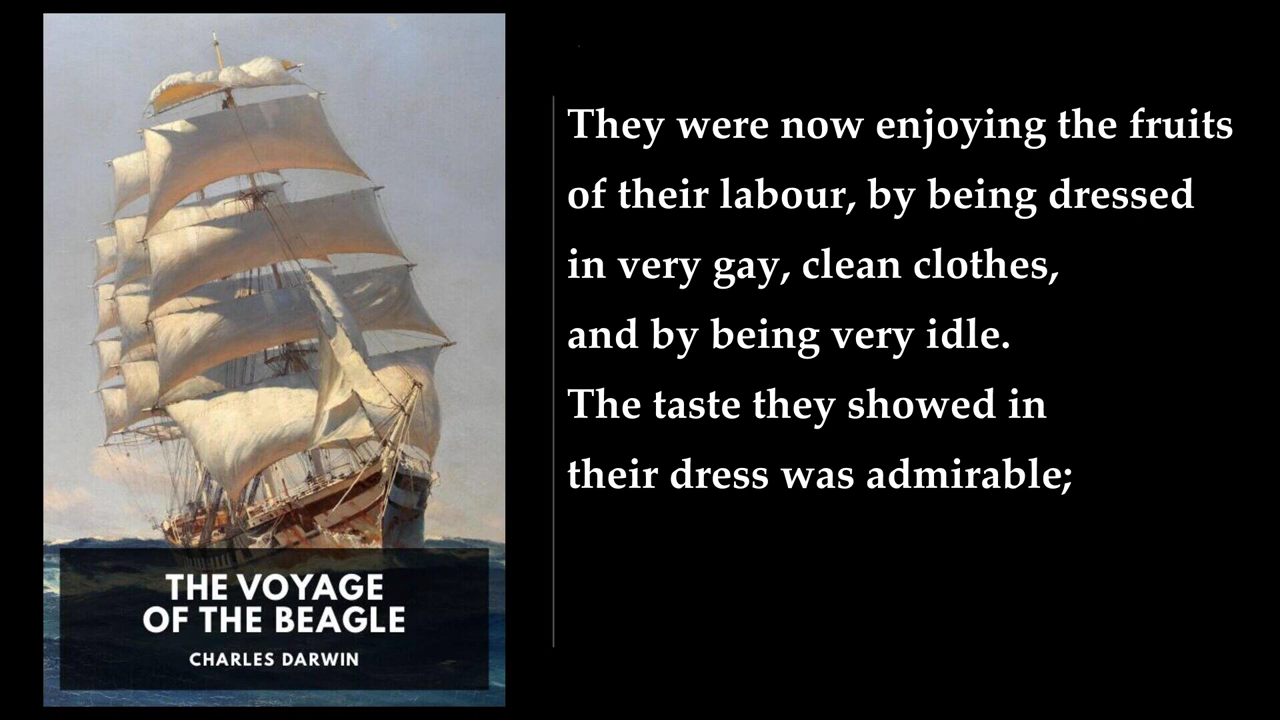 THE VOYAGE
OF THE BEAGLE
CHARLES DARWIN
They were now enjoying the fruits
of their labour, by being dressed
in very gay, clean clothes,
and by being very idle.
The taste they showed in
their dress was admirable;